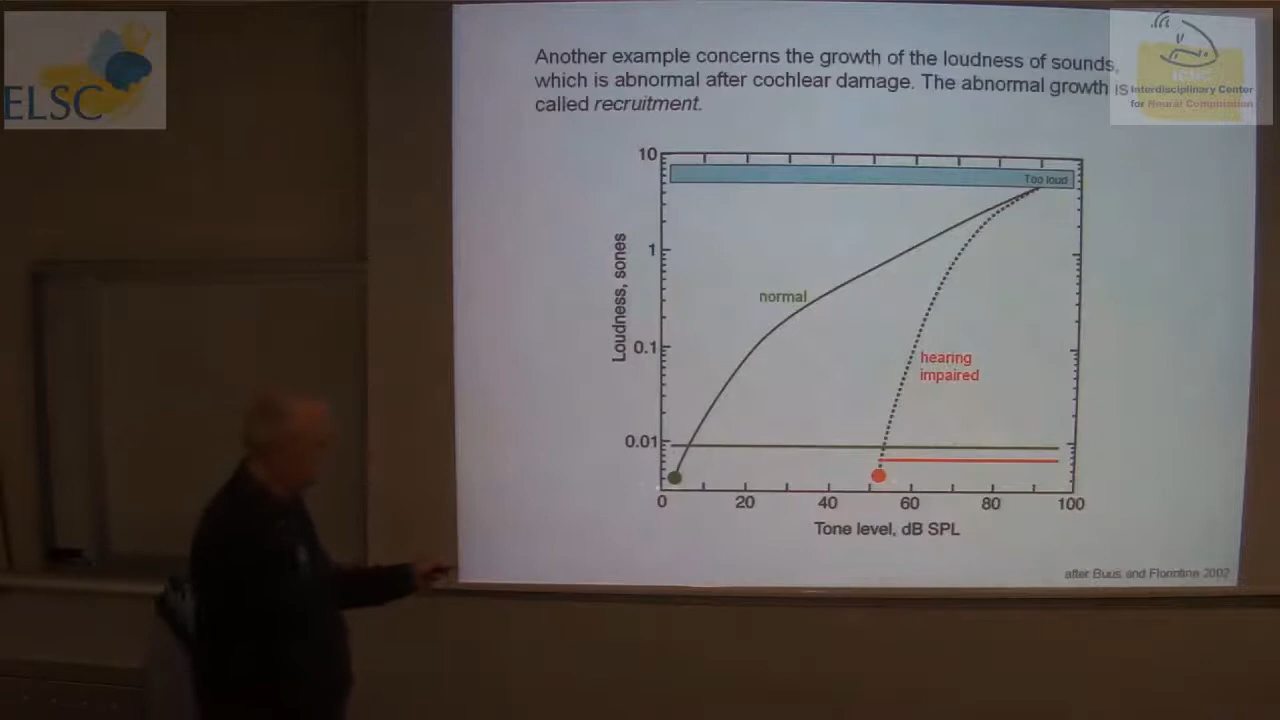 ELSC
ICNC
Interdisciplinary Center
for Neural Computation
Another example concerns the growth of the loudness of sounds,
which is abnormal after cochlear damage. The abnormal growth is
called recruitment.
10
Too loud
1
normal
Loudness, sones
0.1
hearing
impaired
0.01
0 20 40 60 80 100
Tone level, dB SPL
after Buus and Florentine 2002